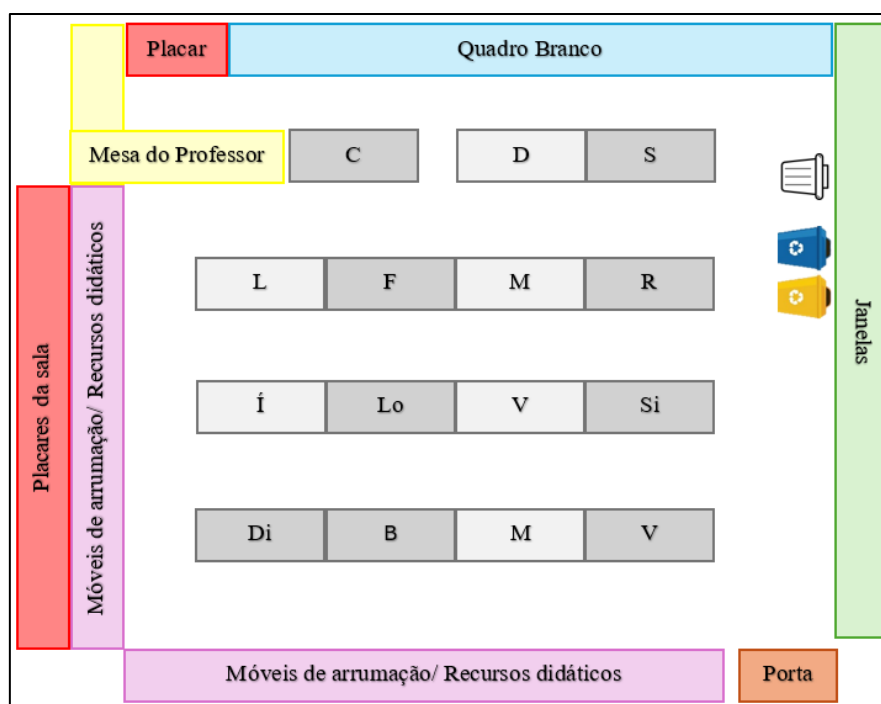 Placar
Quadro Branco
Mesa do Professor
C
D
S
L
F
M
R
Í
Lo
V
Si
Di
B
M
V
Placares da sala
Móveis de arrumação/ Recursos didáticos
Janelas
Móveis de arrumação/ Recursos didáticos
Porta